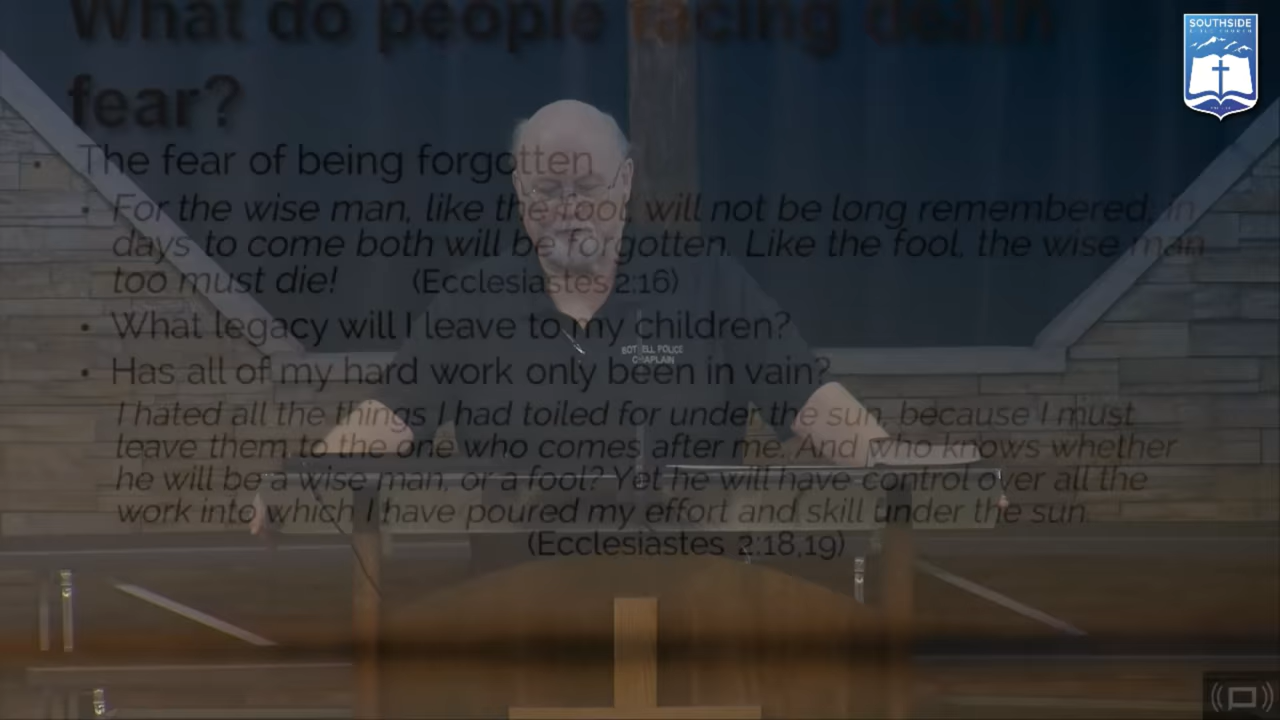 What do people facing death
fear?
• The fear of being forgotten
• For the wise man, like the fool, will not be long remembered, in
days to come both will be forgotten. Like the fool, the wise man
too must die! (Ecclesiastes 2:16)
• What legacy will I leave to my children?
• Has all of my hard work only been in vain?
I hated all the things I had toiled for under the sun, because I must
leave them to the one who comes after me. And who knows whether
he will be a wise man, or a fool? Yet he will have control over all the
work into which I have poured my effort and skill under the sun.
(Ecclesiastes 2:18,19)
SOUTHSIDE
BIBLE CHURCH
BOTHELL POLICE
CHAPLAIN